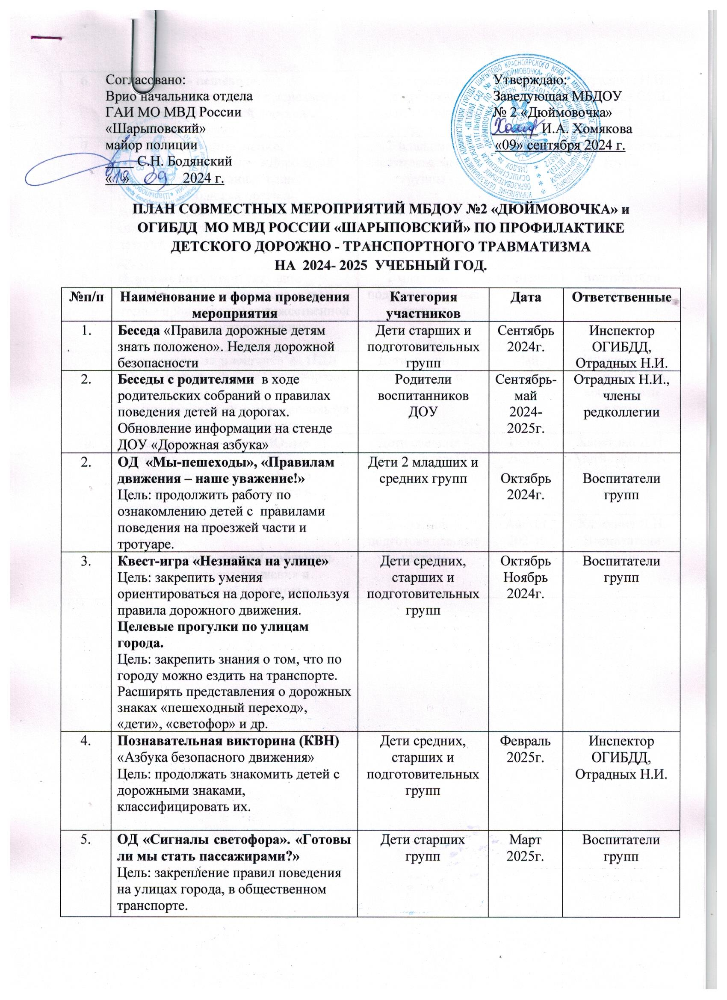 Согласовано:
Врио начальника отдела
ГАИ МО МВД России
«Шарыповский»
майор полиции
____ С.Н. Бодянский
« » 09 2024 г.
Утверждаю:
Заведующая МБДОУ
№ 2 «Дюймовочка»
______ И.А. Хомякова
«09» сентября 2024 г.
ПЛАН СОВМЕСТНЫХ МЕРОПРИЯТИЙ МБДОУ №2 «ДЮЙМОВОЧКА» и
ОГИБДД МО МВД РОССИИ «ШАРЫПОВСКИЙ» ПО ПРОФИЛАКТИКЕ
ДЕТСКОГО ДОРОЖНО - ТРАНСПОРТНОГО ТРАВМАТИЗМА
НА 2024- 2025 УЧЕБНЫЙ ГОД.
№п/п
Наименование и форма проведения
мероприятия
Категория
участников
Дата
Ответственные
1.
Беседа «Правила дорожные детям
знать положено». Неделя дорожной
безопасности
Дети старших и
подготовительных
групп
Сентябрь
2024г.
Инспектор
ОГИБДД,
Отрадных Н.И.
2.
Беседы с родителями в ходе
родительских собраний о правилах
поведения детей на дорогах.
Обновление информации на стенде
ДОУ «Дорожная азбука»
Родители
воспитанников
ДОУ
Сентябрь-
май
2024-
2025г.
Отрадных Н.И.,
члены
редколлегии
2.
ОД «Мы-пешеходы», «Правилам
движения – наше уважение!»
Цель: продолжить работу по
ознакомлению детей с правилами
поведения на проезжей части и
тротуаре.
Дети 2 младших и
средних групп
Октябрь
2024г.
Воспитатели
групп
3.
Квест-игра «Незнайка на улице»
Цель: закрепить умения
ориентироваться на дороге, используя
правила дорожного движения.
Целевые прогулки по улицам
города.
Цель: закрепить знания о том, что по
городу можно ездить на транспорте.
Расширять представления о дорожных
знаках «пешеходный переход»,
«дети», «светофор» и др.
Дети средних,
старших и
подготовительных
групп
Октябрь
Ноябрь
2024г.
Воспитатели
групп
4.
Познавательная викторина (КВН)
«Азбука безопасного движения»
Цель: продолжать знакомить детей с
дорожными знаками,
классифицировать их.
Дети средних,
старших и
подготовительных
групп
Февраль
2025г.
Инспектор
ОГИБДД,
Отрадных Н.И.
5.
ОД «Сигналы светофора». «Готовы
ли мы стать пассажирами?»
Цель: закрепление правил поведения
на улицах города, в общественном
транспорте.
Дети старших
групп
Март
2025г.
Воспитатели
групп